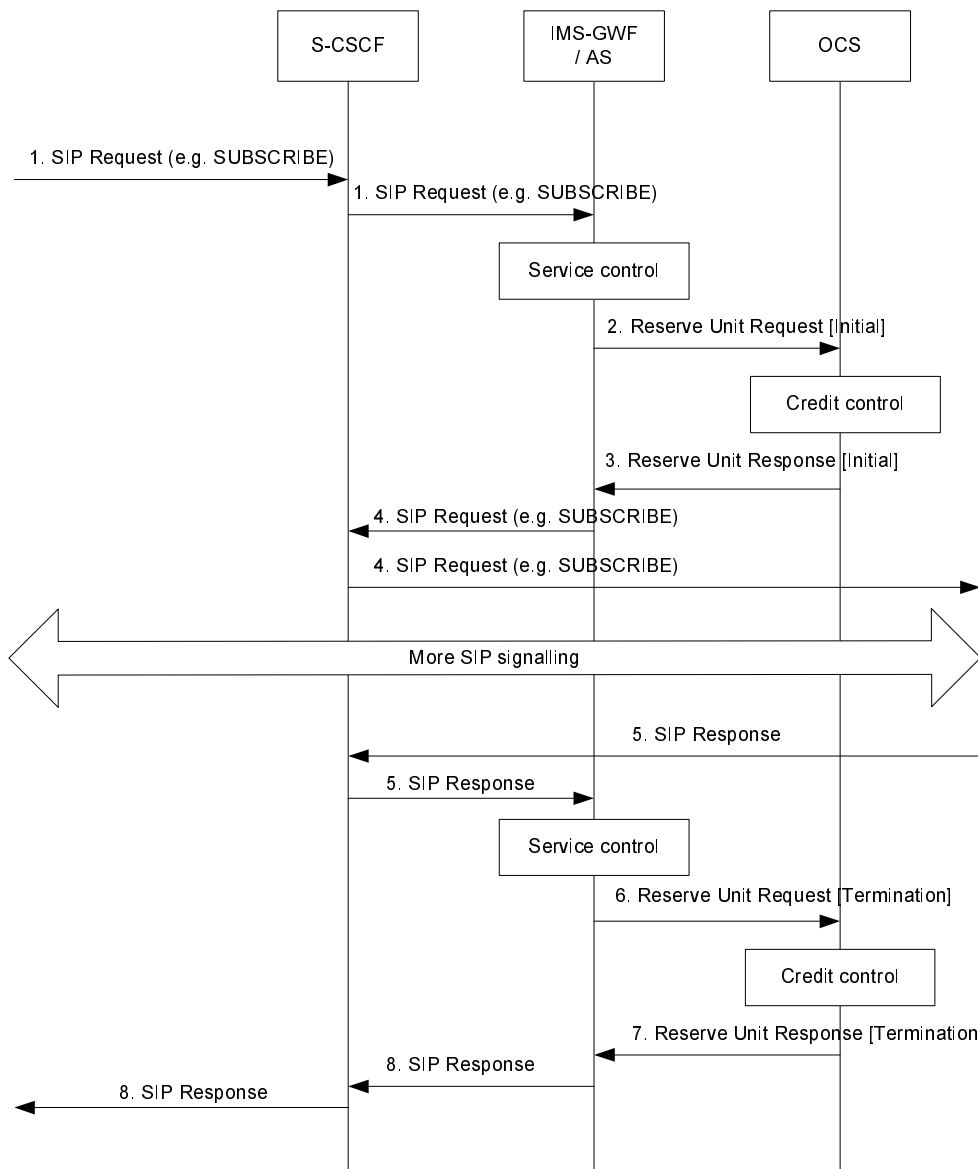 S-CSCF
IMS-GWF
/ AS
OCS
1. SIP Request (e.g. SUBSCRIBE)
1. SIP Request (e.g. SUBSCRIBE)
Service control
2. Reserve Unit Request [Initial]
Credit control
3. Reserve Unit Response [Initial]
4. SIP Request (e.g. SUBSCRIBE)
4. SIP Request (e.g. SUBSCRIBE)
More SIP signalling
5. SIP Response
5. SIP Response
Service control
6. Reserve Unit Request [Termination]
Credit control
7. Reserve Unit Response [Termination
8. SIP Response
8. SIP Response